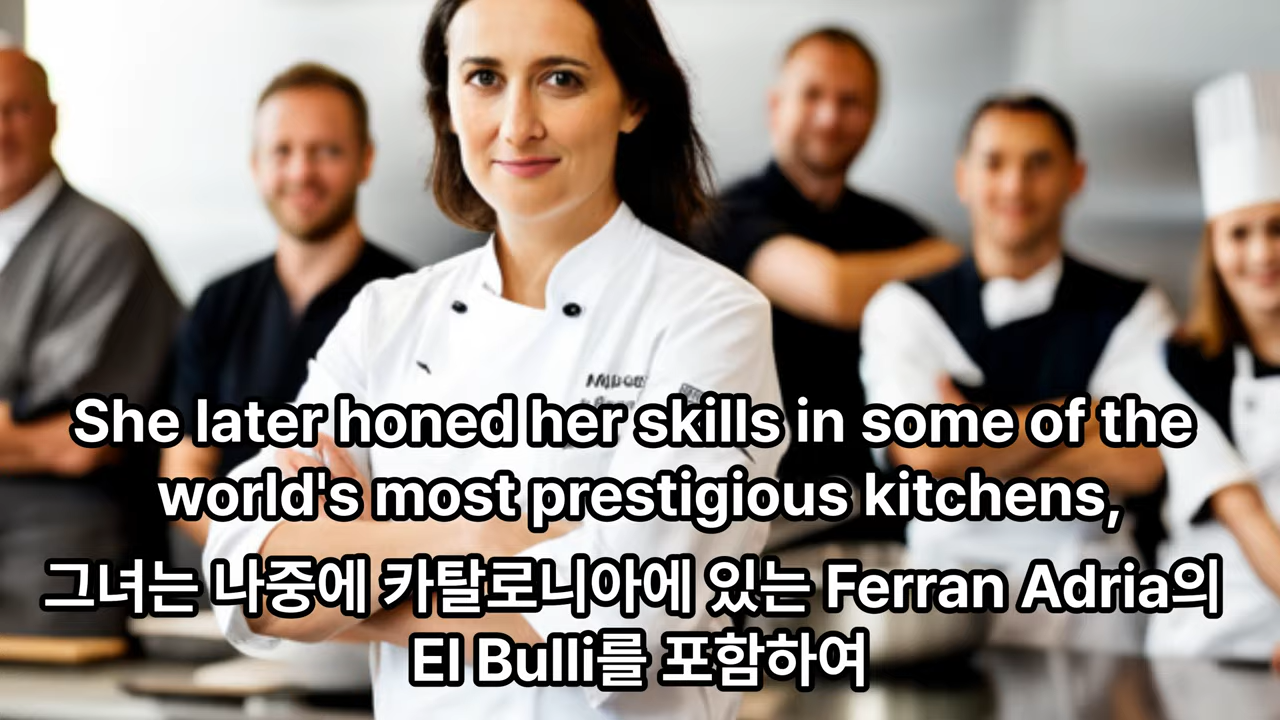 She later honed her skills in some of the
world's most prestigious kitchens,
그녀는 나중에 카탈로니아에 있는 Ferran Adria의
El Bulli를 포함하여